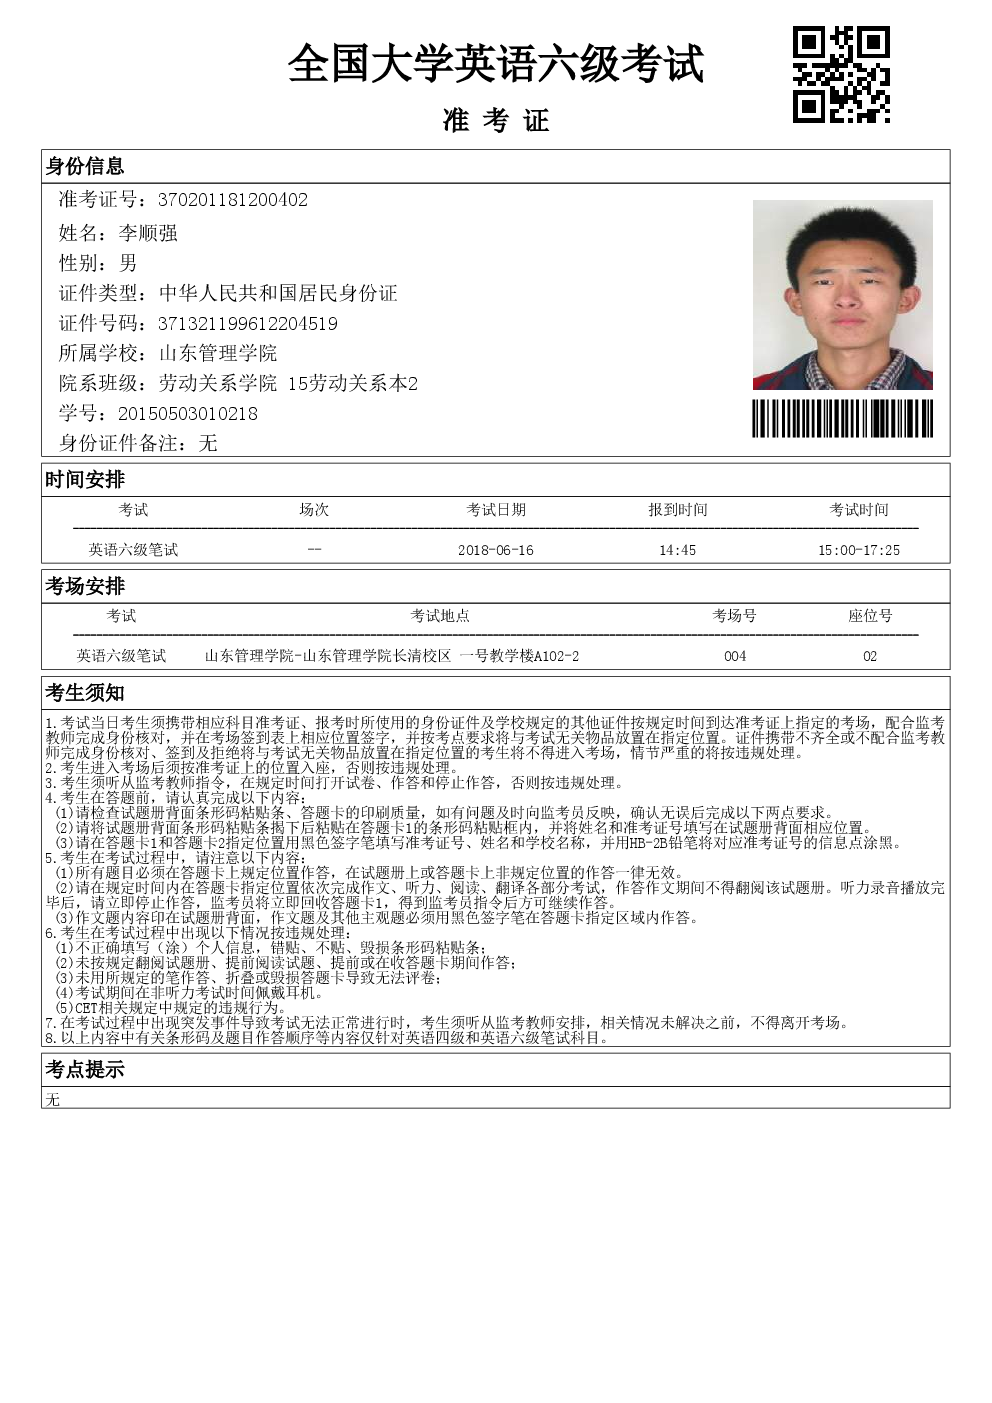 全国大学英语六级考试
准 考 证
身份信息
准考证号：370201181200402
姓名：李顺强
性别：男
证件类型：中华人民共和国居民身份证
证件号码：371321199612204519
所属学校：山东管理学院
院系班级：劳动关系学院 15劳动关系本2
学号：20150503010218
身份证件备注：无
时间安排
考试 场次 考试日期 报到时间 考试时间
英语六级笔试 -- 2018-06-16 14:45 15:00-17:25
考场安排
考试 考试地点 考场号 座位号
英语六级笔试 山东管理学院-山东管理学院长清校区 一号教学楼A102-2 004 02
考生须知
1.考试当日考生须携带相应科目准考证、报考时所使用的身份证件及学校规定的其他证件按规定时间到达准考证上指定的考场，配合监考
教师完成身份核对，并在考场签到表上相应位置签字，并按考点要求将与考试无关物品放置在指定位置。证件携带不齐全或不配合监考教
师完成身份核对、签到及拒绝将与考试无关物品放置在指定位置的考生将不得进入考场，情节严重的将按违规处理。
2.考生进入考场后须按准考证上的位置入座，否则按违规处理。
3.考生须听从监考教师指令，在规定时间打开试卷、作答和停止作答，否则按违规处理。
4.考生在答题前，请认真完成以下内容：
(1)请检查试题册背面条形码粘贴条、答题卡的印刷质量，如有问题及时向监考员反映，确认无误后完成以下两点要求。
(2)请将试题册背面条形码粘贴条揭下后粘贴在答题卡1的条形码粘贴框内，并将姓名和准考证号填写在试题册背面相应位置。
(3)请在答题卡1和答题卡2指定位置用黑色签字笔填写准考证号、姓名和学校名称，并用HB-2B铅笔将对应准考证号的信息点涂黑。
5.考生在考试过程中，请注意以下内容：
(1)所有题目必须在答题卡上规定位置作答，在试题册上或答题卡上非规定位置的作答一律无效。
(2)请在规定时间内在答题卡指定位置依次完成作文、听力、阅读、翻译各部分考试，作答作文期间不得翻阅该试题册。听力录音播放完
毕后，请立即停止作答，监考员将立即回收答题卡1，得到监考员指令后方可继续作答。
(3)作文题内容印在试题册背面，作文题及其他主观题必须用黑色签字笔在答题卡指定区域内作答。
6.考生在考试过程中出现以下情况按违规处理：
(1)不正确填写（涂）个人信息，错贴、不贴、毁损条形码粘贴条；
(2)未按规定翻阅试题册、提前阅读试题、提前或在收答题卡期间作答；
(3)未用所规定的笔作答、折叠或毁损答题卡导致无法评卷；
(4)考试期间在非听力考试时间佩戴耳机。
(5)CET相关规定中规定的违规行为。
7.在考试过程中出现突发事件导致考试无法正常进行时，考生须听从监考教师安排，相关情况未解决之前，不得离开考场。
8.以上内容中有关条形码及题目作答顺序等内容仅针对英语四级和英语六级笔试科目。
考点提示
无